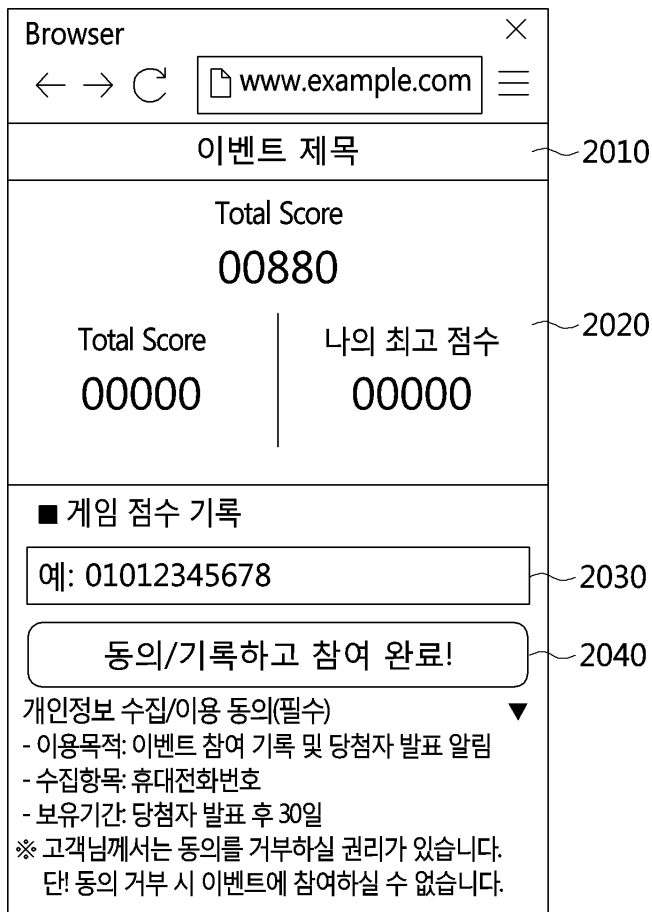 Browser
www.example.com
이벤트 제목
2010
Total Score
00880
2020
Total Score
00000
나의 최고 점수
00000
■ 게임 점수 기록
예: 01012345678
2030
동의/기록하고 참여 완료!
2040
개인정보 수집/이용 동의(필수) ▼
- 이용목적: 이벤트 참여 기록 및 당첨자 발표 알림
- 수집항목: 휴대전화번호
- 보유기간: 당첨자 발표 후 30일
※ 고객님께서는 동의를 거부하실 권리가 있습니다.
단! 동의 거부 시 이벤트에 참여하실 수 없습니다.